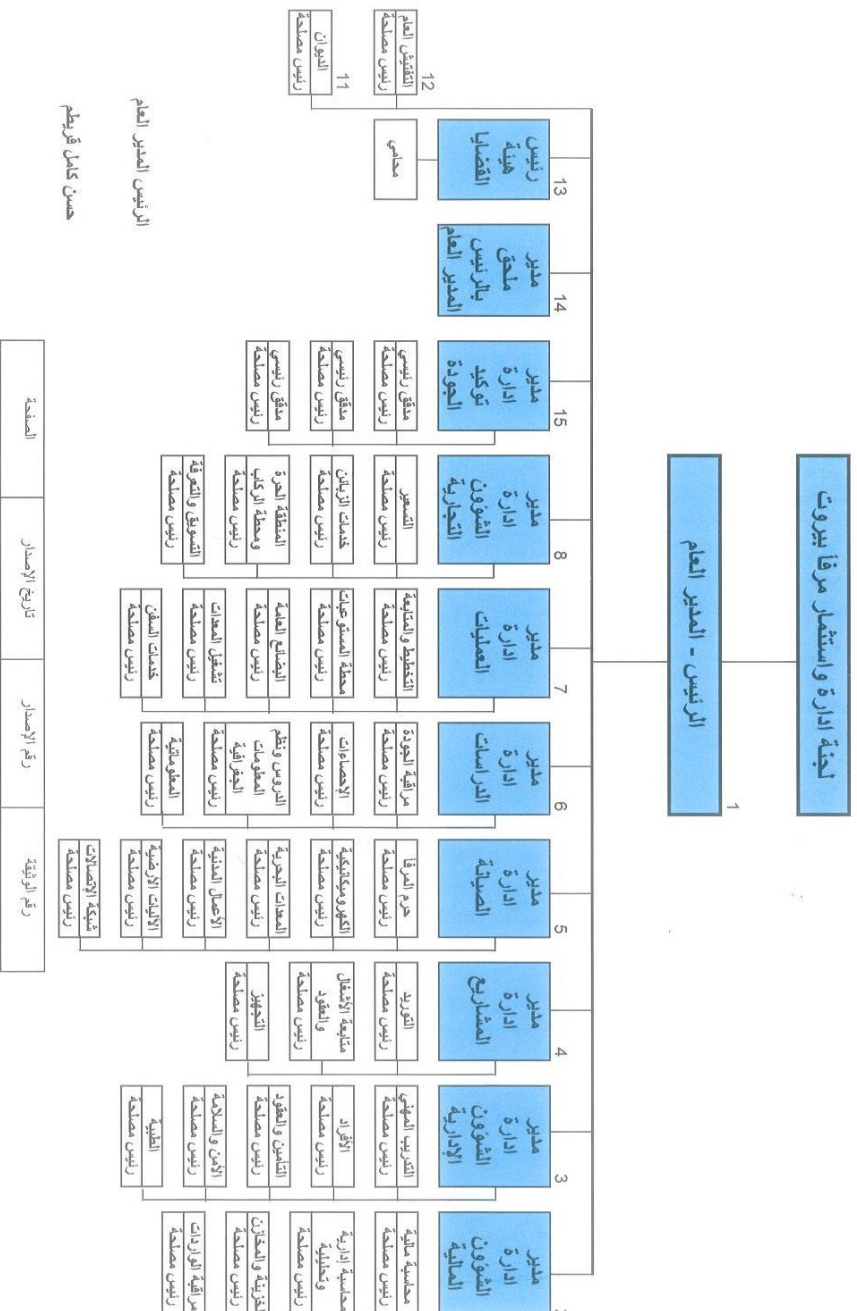 لجنة ادارة واستثمار مرفأ بيروت
1
الرئيس - المدير العام
مدير
ادارة
الشؤون
المالية
محاسبة مالية
رئيس مصلحة
محاسبة إدارية
وتحليلية
رئيس مصلحة
الخزينة والمخازن
رئيس مصلحة
مراقبة الواردات
رئيس مصلحة
3
مدير
ادارة
الشؤون
الإدارية
التدريب المهني
رئيس مصلحة
الأفراد
رئيس مصلحة
التأمين والعقود
رئيس مصلحة
الأمن والسلامة
رئيس مصلحة
الطبية
رئيس مصلحة
4
مدير
ادارة
المشاريع
التوريد
رئيس مصلحة
متابعة الأشغال
والعقود
رئيس مصلحة
التجهيز
رئيس مصلحة
5
مدير
ادارة
الصيانة
حرم المرفأ
رئيس مصلحة
الكهروميكانيكية
رئيس مصلحة
المعدات البحرية
رئيس مصلحة
الأعمال المدنية
رئيس مصلحة
الآليات الأرضية
رئيس مصلحة
شبكة الإتصالات
رئيس مصلحة
6
مدير
ادارة
الدراسات
مراقبة الجودة
رئيس مصلحة
الإحصاءات
رئيس مصلحة
الدروس ونظم
المعلومات
الجغرافية
رئيس مصلحة
المعلوماتية
رئيس مصلحة
7
مدير
ادارة
العمليات
التخطيط والمتابعة
رئيس مصلحة
محطة المستوعبات
رئيس مصلحة
البضائع العامة
رئيس مصلحة
تشغيل المعدات
رئيس مصلحة
خدمات السفن
رئيس مصلحة
8
مدير
ادارة
الشؤون
التجارية
التسعير
رئيس مصلحة
خدمات الزبائن
رئيس مصلحة
المنطقة الحرة
ومحطة الركاب
رئيس مصلحة
التسويق والتعرفة
رئيس مصلحة
15
مدير
ادارة
توكيد
الجودة
مدقق رئيسي
رئيس مصلحة
مدقق رئيسي
رئيس مصلحة
مدقق رئيسي
رئيس مصلحة
14
مدير
ملحق
بالرئيس
المدير العام
13
رئيس
هيئة
القضايا
محامي
12
التفتيش العام
رئيس مصلحة
11
الديوان
رئيس مصلحة
الرئيس المدير العام
حسن كامل قريطم
رقم الوثيقة
رقم الإصدار
تاريخ الإصدار
الصفحة